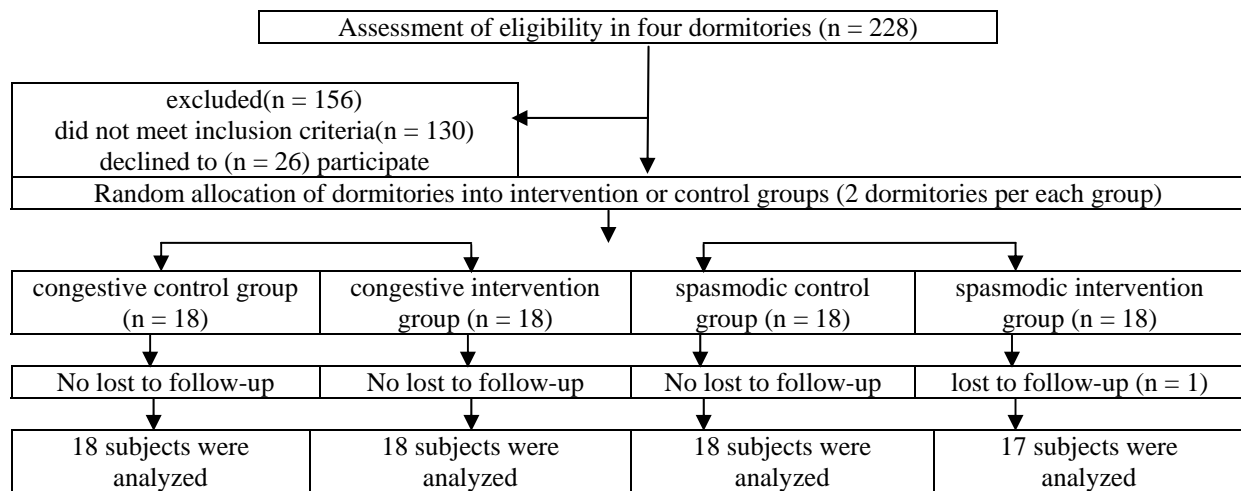 Assessment of eligibility in four dormitories (n = 228)
excluded(n = 156)
did not meet inclusion criteria(n = 130)
declined to (n = 26) participate
Random allocation of dormitories into intervention or control groups (2 dormitories per each group)
congestive control group
(n = 18)
congestive intervention
group (n = 18)
spasmodic control
group (n = 18)
spasmodic intervention
group (n = 18)
No lost to follow-up
No lost to follow-up
No lost to follow-up
lost to follow-up (n = 1)
18 subjects were
analyzed
18 subjects were
analyzed
18 subjects were
analyzed
17 subjects were
analyzed